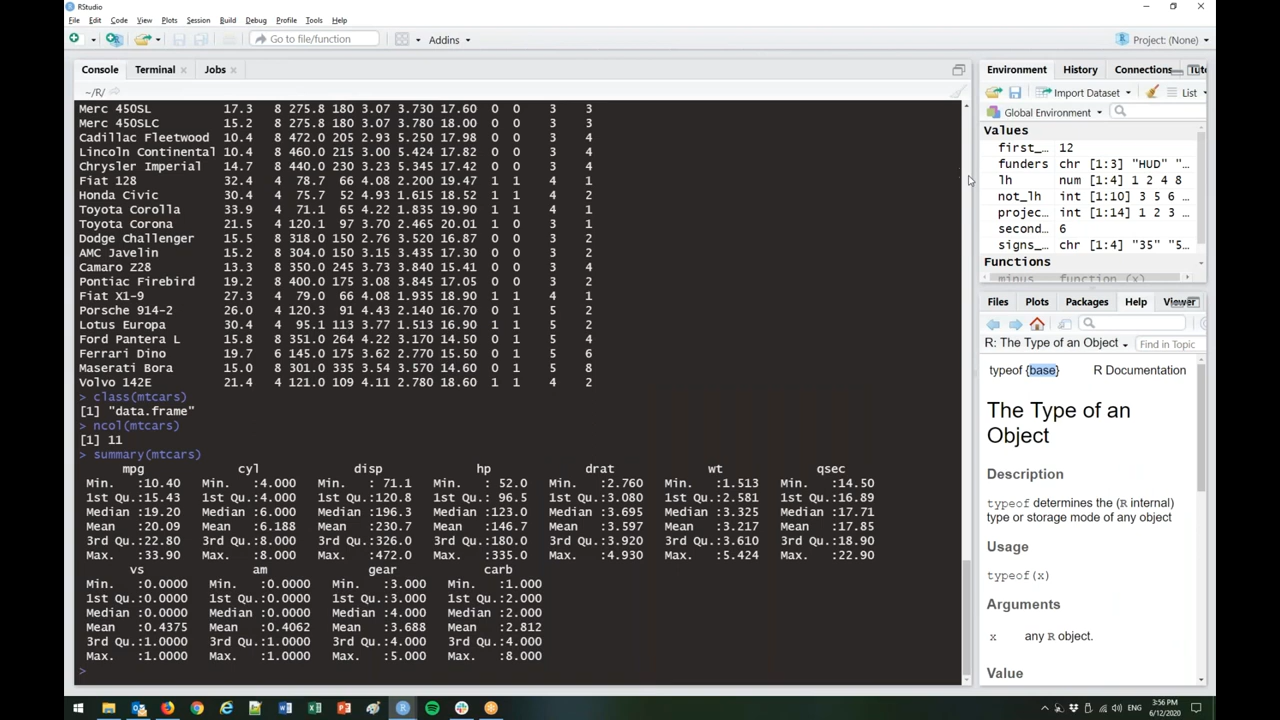 RStudio
File Edit Code View Plots Session Build Debug Profile Tools Help
Go to file/function Addins Project: (None)
Console Terminal Jobs
~/R/
Merc 450SL 17.3 8 275.8 180 3.07 3.730 17.60 0 0 3 3
Merc 450SLC 15.2 8 275.8 180 3.07 3.780 18.00 0 0 3 3
Cadillac Fleetwood 10.4 8 472.0 205 2.93 5.250 17.98 0 0 3 4
Lincoln Continental 10.4 8 460.0 215 3.00 5.424 17.82 0 0 3 4
Chrysler Imperial 14.7 8 440.0 230 3.23 5.345 17.42 0 0 3 4
Fiat 128 32.4 4 78.7 66 4.08 2.200 19.47 1 1 4 1
Honda Civic 30.4 4 75.7 52 4.93 1.615 18.52 1 1 4 2
Toyota Corolla 33.9 4 71.1 65 4.22 1.835 19.90 1 1 4 1
Toyota Corona 21.5 4 120.1 97 3.70 2.465 20.01 1 0 3 1
Dodge Challenger 15.5 8 318.0 150 2.76 3.520 16.87 0 0 3 2
AMC Javelin 15.2 8 304.0 150 3.15 3.435 17.30 0 0 3 2
Camaro Z28 13.3 8 350.0 245 3.73 3.840 15.41 0 0 3 4
Pontiac Firebird 19.2 8 400.0 175 3.08 3.845 17.05 0 0 3 2
Fiat X1-9 27.3 4 79.0 66 4.08 1.935 18.90 1 1 4 1
Porsche 914-2 26.0 4 120.3 91 4.43 2.140 16.70 0 1 5 2
Lotus Europa 30.4 4 95.1 113 3.77 1.513 16.90 1 1 5 2
Ford Pantera L 15.8 8 351.0 264 4.22 3.170 14.50 0 1 5 4
Ferrari Dino 19.7 6 145.0 175 3.62 2.770 15.50 0 1 5 6
Maserati Bora 15.0 8 301.0 335 3.54 3.570 14.60 0 1 5 8
Volvo 142E 21.4 4 121.0 109 4.11 2.780 18.60 1 1 4 2
> class(mtcars)
[1] "data.frame"
> ncol(mtcars)
[1] 11
> summary(mtcars)
mpg cyl disp hp drat wt qsec
Min. :10.40 Min. :4.000 Min. : 71.1 Min. : 52.0 Min. :2.760 Min. :1.513 Min. :14.50
1st Qu.:15.43 1st Qu.:4.000 1st Qu.:120.8 1st Qu.: 96.5 1st Qu.:3.080 1st Qu.:2.581 1st Qu.:16.89
Median :19.20 Median :6.000 Median :196.3 Median :123.0 Median :3.695 Median :3.325 Median :17.71
Mean :20.09 Mean :6.188 Mean :230.7 Mean :146.7 Mean :3.597 Mean :3.217 Mean :17.85
3rd Qu.:22.80 3rd Qu.:8.000 3rd Qu.:326.0 3rd Qu.:180.0 3rd Qu.:3.920 3rd Qu.:3.610 3rd Qu.:18.90
Max. :33.90 Max. :8.000 Max. :472.0 Max. :335.0 Max. :4.930 Max. :5.424 Max. :22.90
vs am gear carb
Min. :0.0000 Min. :0.0000 Min. :3.000 Min. :1.000
1st Qu.:0.0000 1st Qu.:0.0000 1st Qu.:3.000 1st Qu.:2.000
Median :0.0000 Median :0.0000 Median :4.000 Median :2.000
Mean :0.4375 Mean :0.4062 Mean :3.688 Mean :2.812
3rd Qu.:1.0000 3rd Qu.:1.0000 3rd Qu.:4.000 3rd Qu.:4.000
Max. :1.0000 Max. :1.0000 Max. :5.000 Max. :8.000
>
Environment History Connections Tuto
Import Dataset List
Global Environment
Values
first_… 12
funders chr [1:3] "HUD" "…
lh num [1:4] 1 2 4 8
not_lh int [1:10] 3 5 6 …
projec… int [1:14] 1 2 3 …
second… 6
signs_… chr [1:4] "35" "5…
Functions
minus function (x)
Files Plots Packages Help Viewer
R: The Type of an Object Find in Topic
typeof {base} R Documentation
The Type of an
Object
Description
typeof determines the (R internal)
type or storage mode of any object
Usage
typeof(x)
Arguments
x any R object.
Value
ENG 3:56 PM
6/12/2020